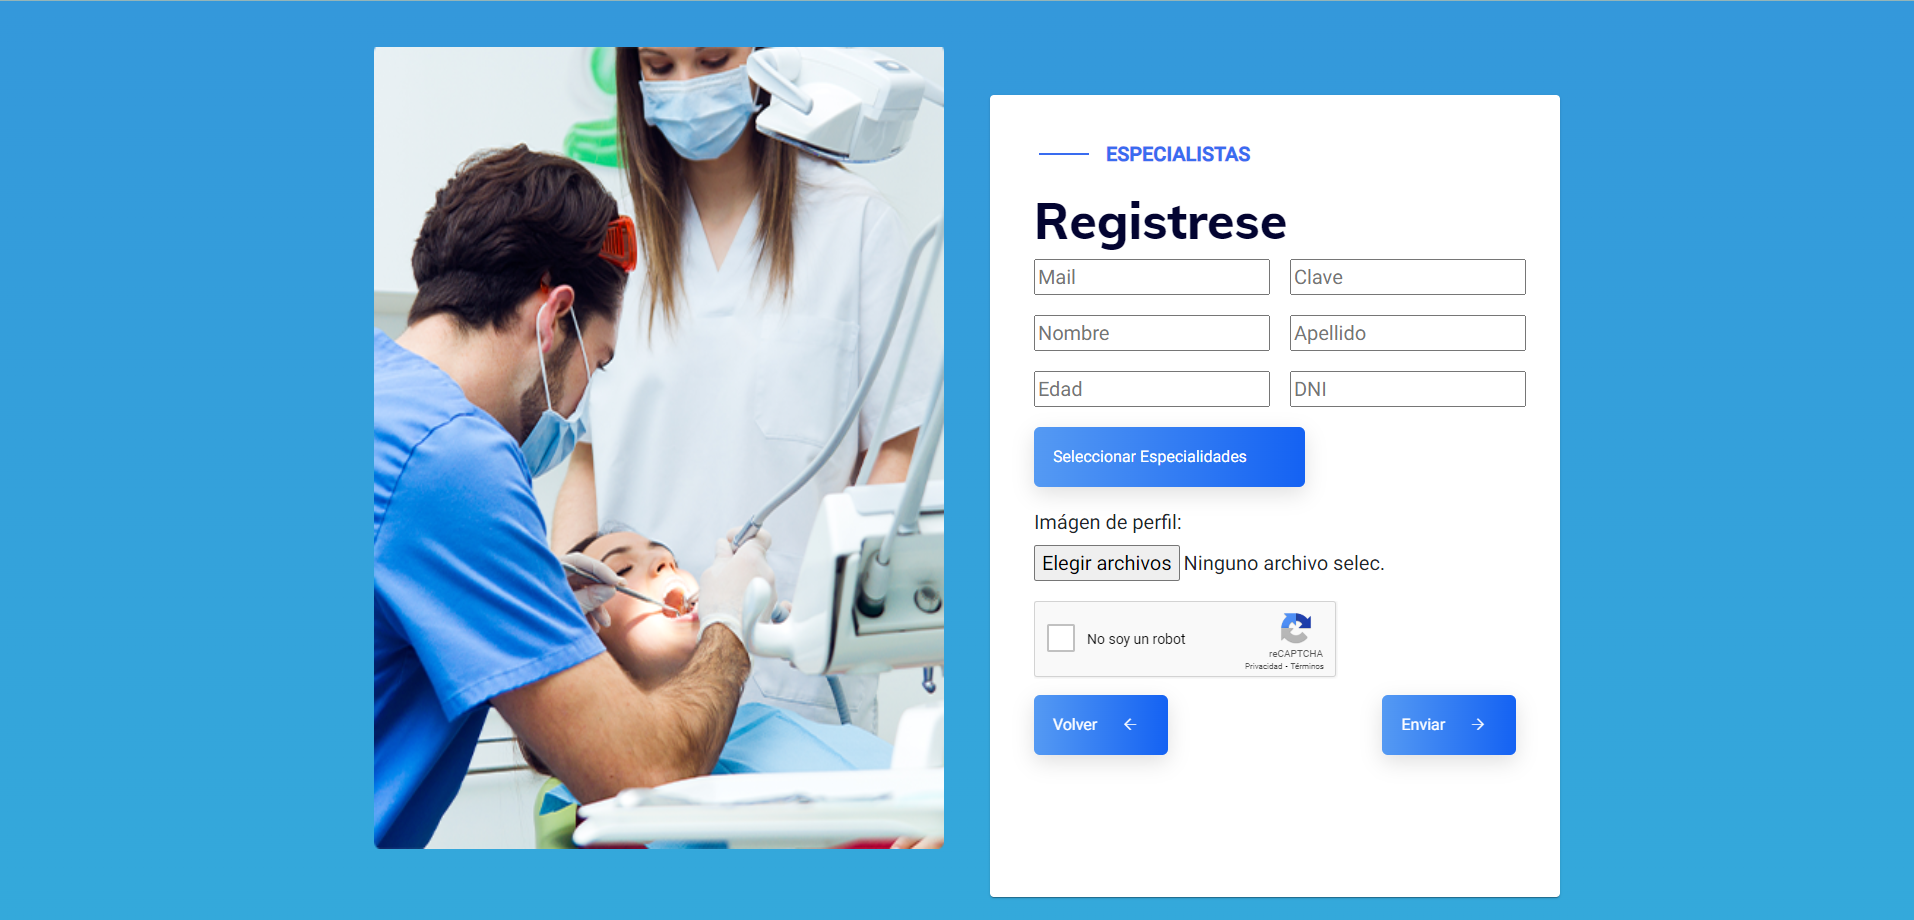 ESPECIALISTAS
Registrese
Mail Clave
Nombre Apellido
Edad DNI
Seleccionar Especialidades
Imágen de perfil:
Elegir archivos Ninguno archivo selec.
No soy un robot
reCAPTCHA
Privacidad - Términos
Volver ← Enviar →